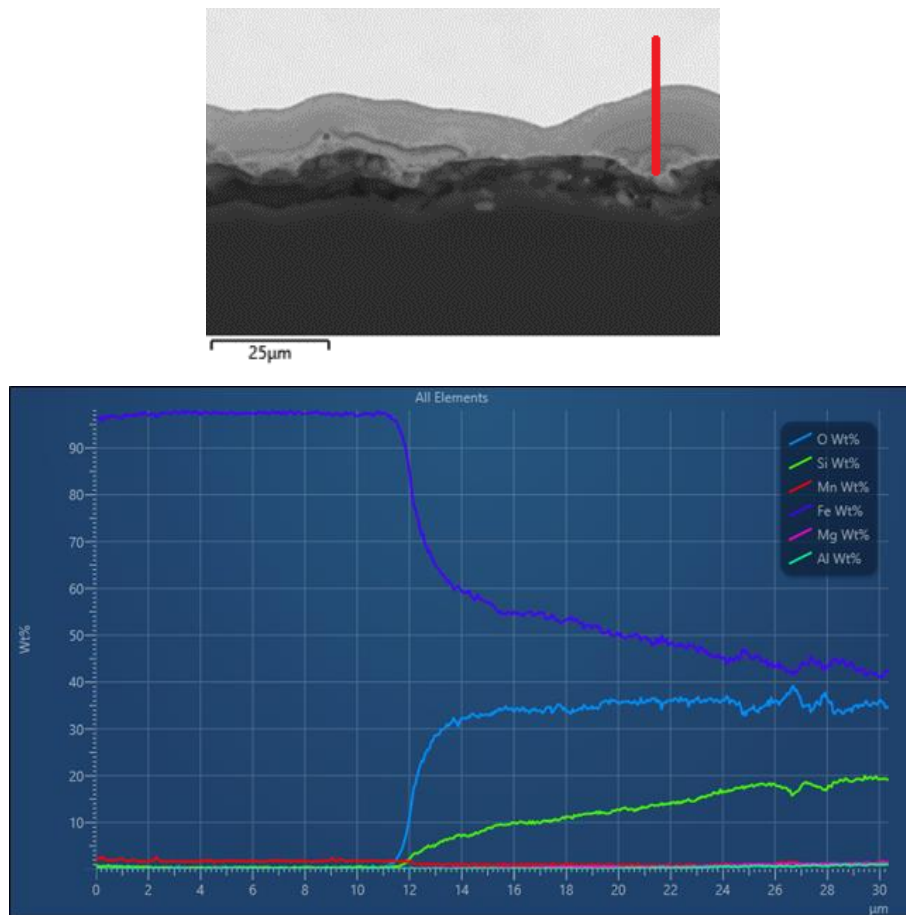 25μm
All Elements
O Wt%
Si Wt%
Mn Wt%
Fe Wt%
Mg Wt%
Al Wt%
Wt%
90
80
70
60
50
40
30
20
10
0 2 4 6 8 10 12 14 16 18 20 22 24 26 28 30
μm